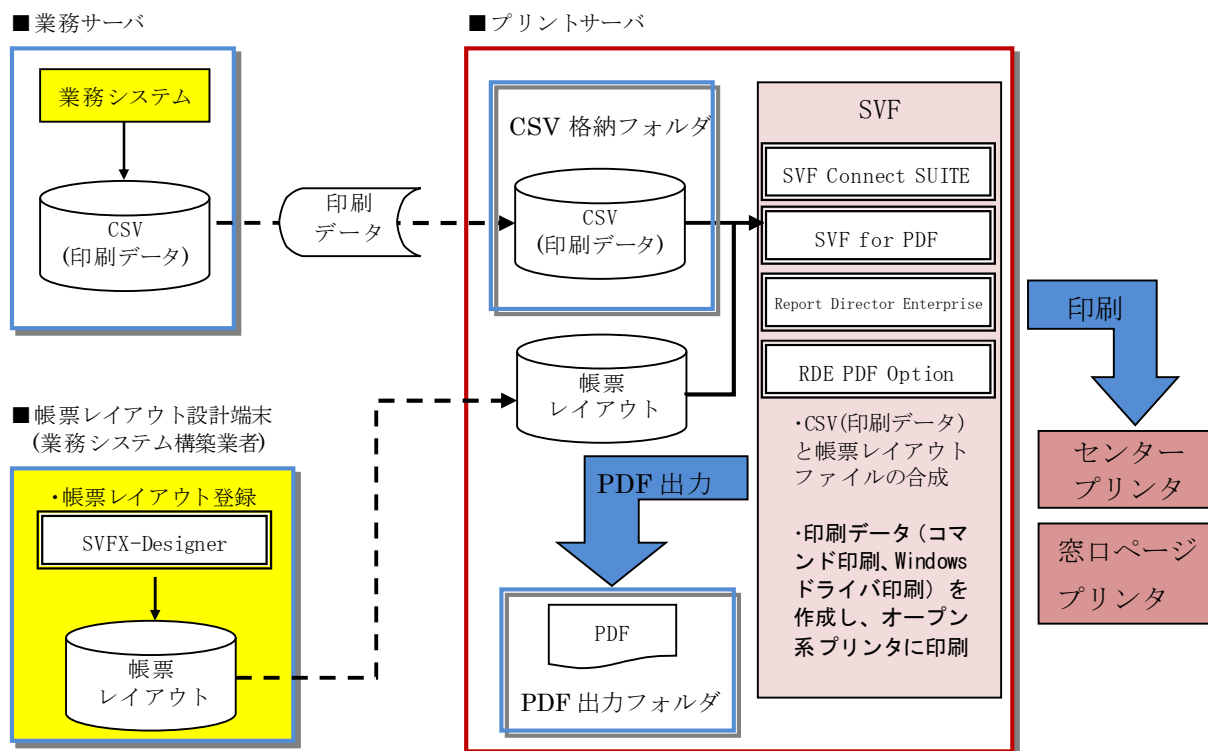 ■業務サーバ
業務システム
CSV
(印刷データ)
印刷
データ
■帳票レイアウト設計端末
(業務システム構築業者)
・帳票レイアウト登録
SVFX-Designer
帳票
レイアウト
■プリントサーバ
CSV 格納フォルダ
CSV
(印刷データ)
帳票
レイアウト
PDF 出力
PDF
PDF 出力フォルダ
SVF
SVF Connect SUITE
SVF for PDF
Report Director Enterprise
RDE PDF Option
・CSV(印刷データ)
と帳票レイアウト
ファイルの合成
・印刷データ(コマ
ンド印刷、Windows
ドライバ印刷)を
作成し、オープン
系プリンタに印刷
印刷
センター
プリンタ
窓口ページ
プリンタ